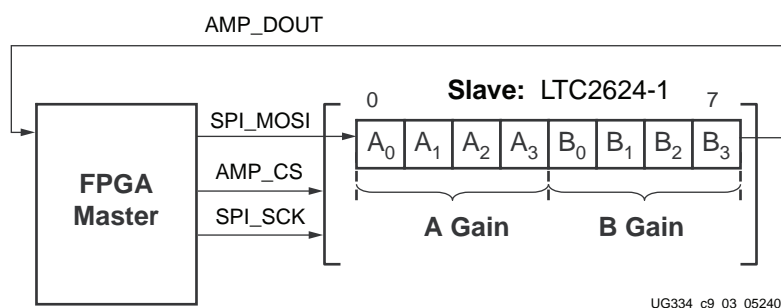 AMP_DOUT
0 Slave: LTC2624-1 7
SPI_MOSI
A0 A1 A2 A3 B0 B1 B2 B3
FPGA
Master
AMP_CS
SPI_SCK
A Gain B Gain
UG334_c9_03_05240